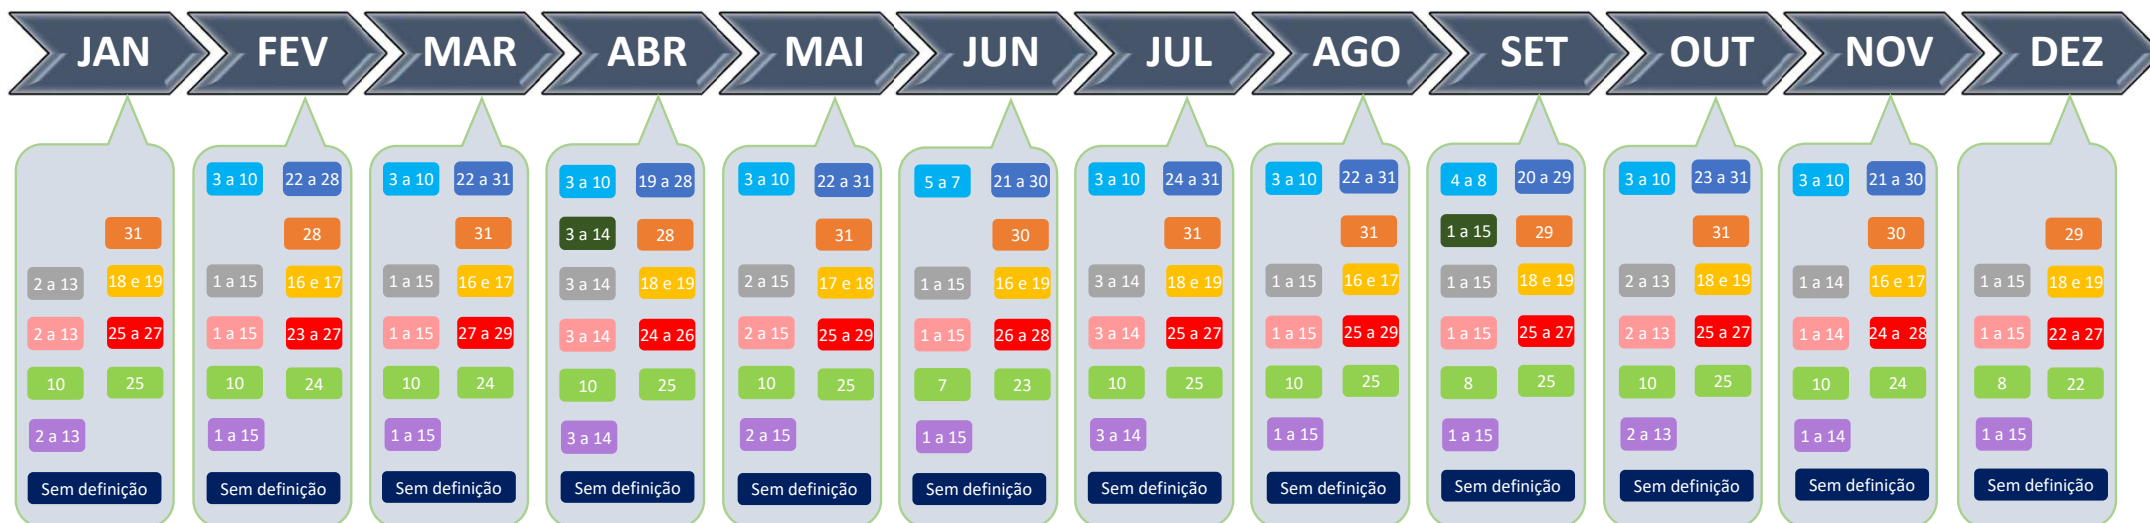 JAN FEV MAR ABR MAI JUN JUL AGO SET OUT NOV DEZ
3 a 10 22 a 28 3 a 10 22 a 31 3 a 10 19 a 28 3 a 10 22 a 31 5 a 7 21 a 30 3 a 10 24 a 31 3 a 10 22 a 31 4 a 8 20 a 29 3 a 10 23 a 31 3 a 10 21 a 30
31 28 31 3 a 14 28 31 30 31 31 1 a 15 29 31 30 29
2 a 13 18 e 19 1 a 15 16 e 17 1 a 15 16 e 17 3 a 14 18 e 19 2 a 15 17 e 18 1 a 15 16 e 19 3 a 14 18 e 19 1 a 15 16 e 17 1 a 15 18 e 19 2 a 13 18 e 19 1 a 14 16 e 17 1 a 15 18 e 19
2 a 13 25 a 27 1 a 15 23 a 27 1 a 15 27 a 29 3 a 14 24 a 26 2 a 15 25 a 29 1 a 15 26 a 28 3 a 14 25 a 27 1 a 15 25 a 29 1 a 15 25 a 27 2 a 13 25 a 27 1 a 14 24 a 28 1 a 15 22 a 27
10 25 10 24 10 24 10 25 10 25 7 23 10 25 10 25 8 25 10 25 10 24 8 22
2 a 13 1 a 15 1 a 15 3 a 14 2 a 15 1 a 15 3 a 14 1 a 15 1 a 15 2 a 13 1 a 14 1 a 15
Sem definição Sem definição Sem definição Sem definição Sem definição Sem definição Sem definição Sem definição Sem definição Sem definição Sem definição Sem definição